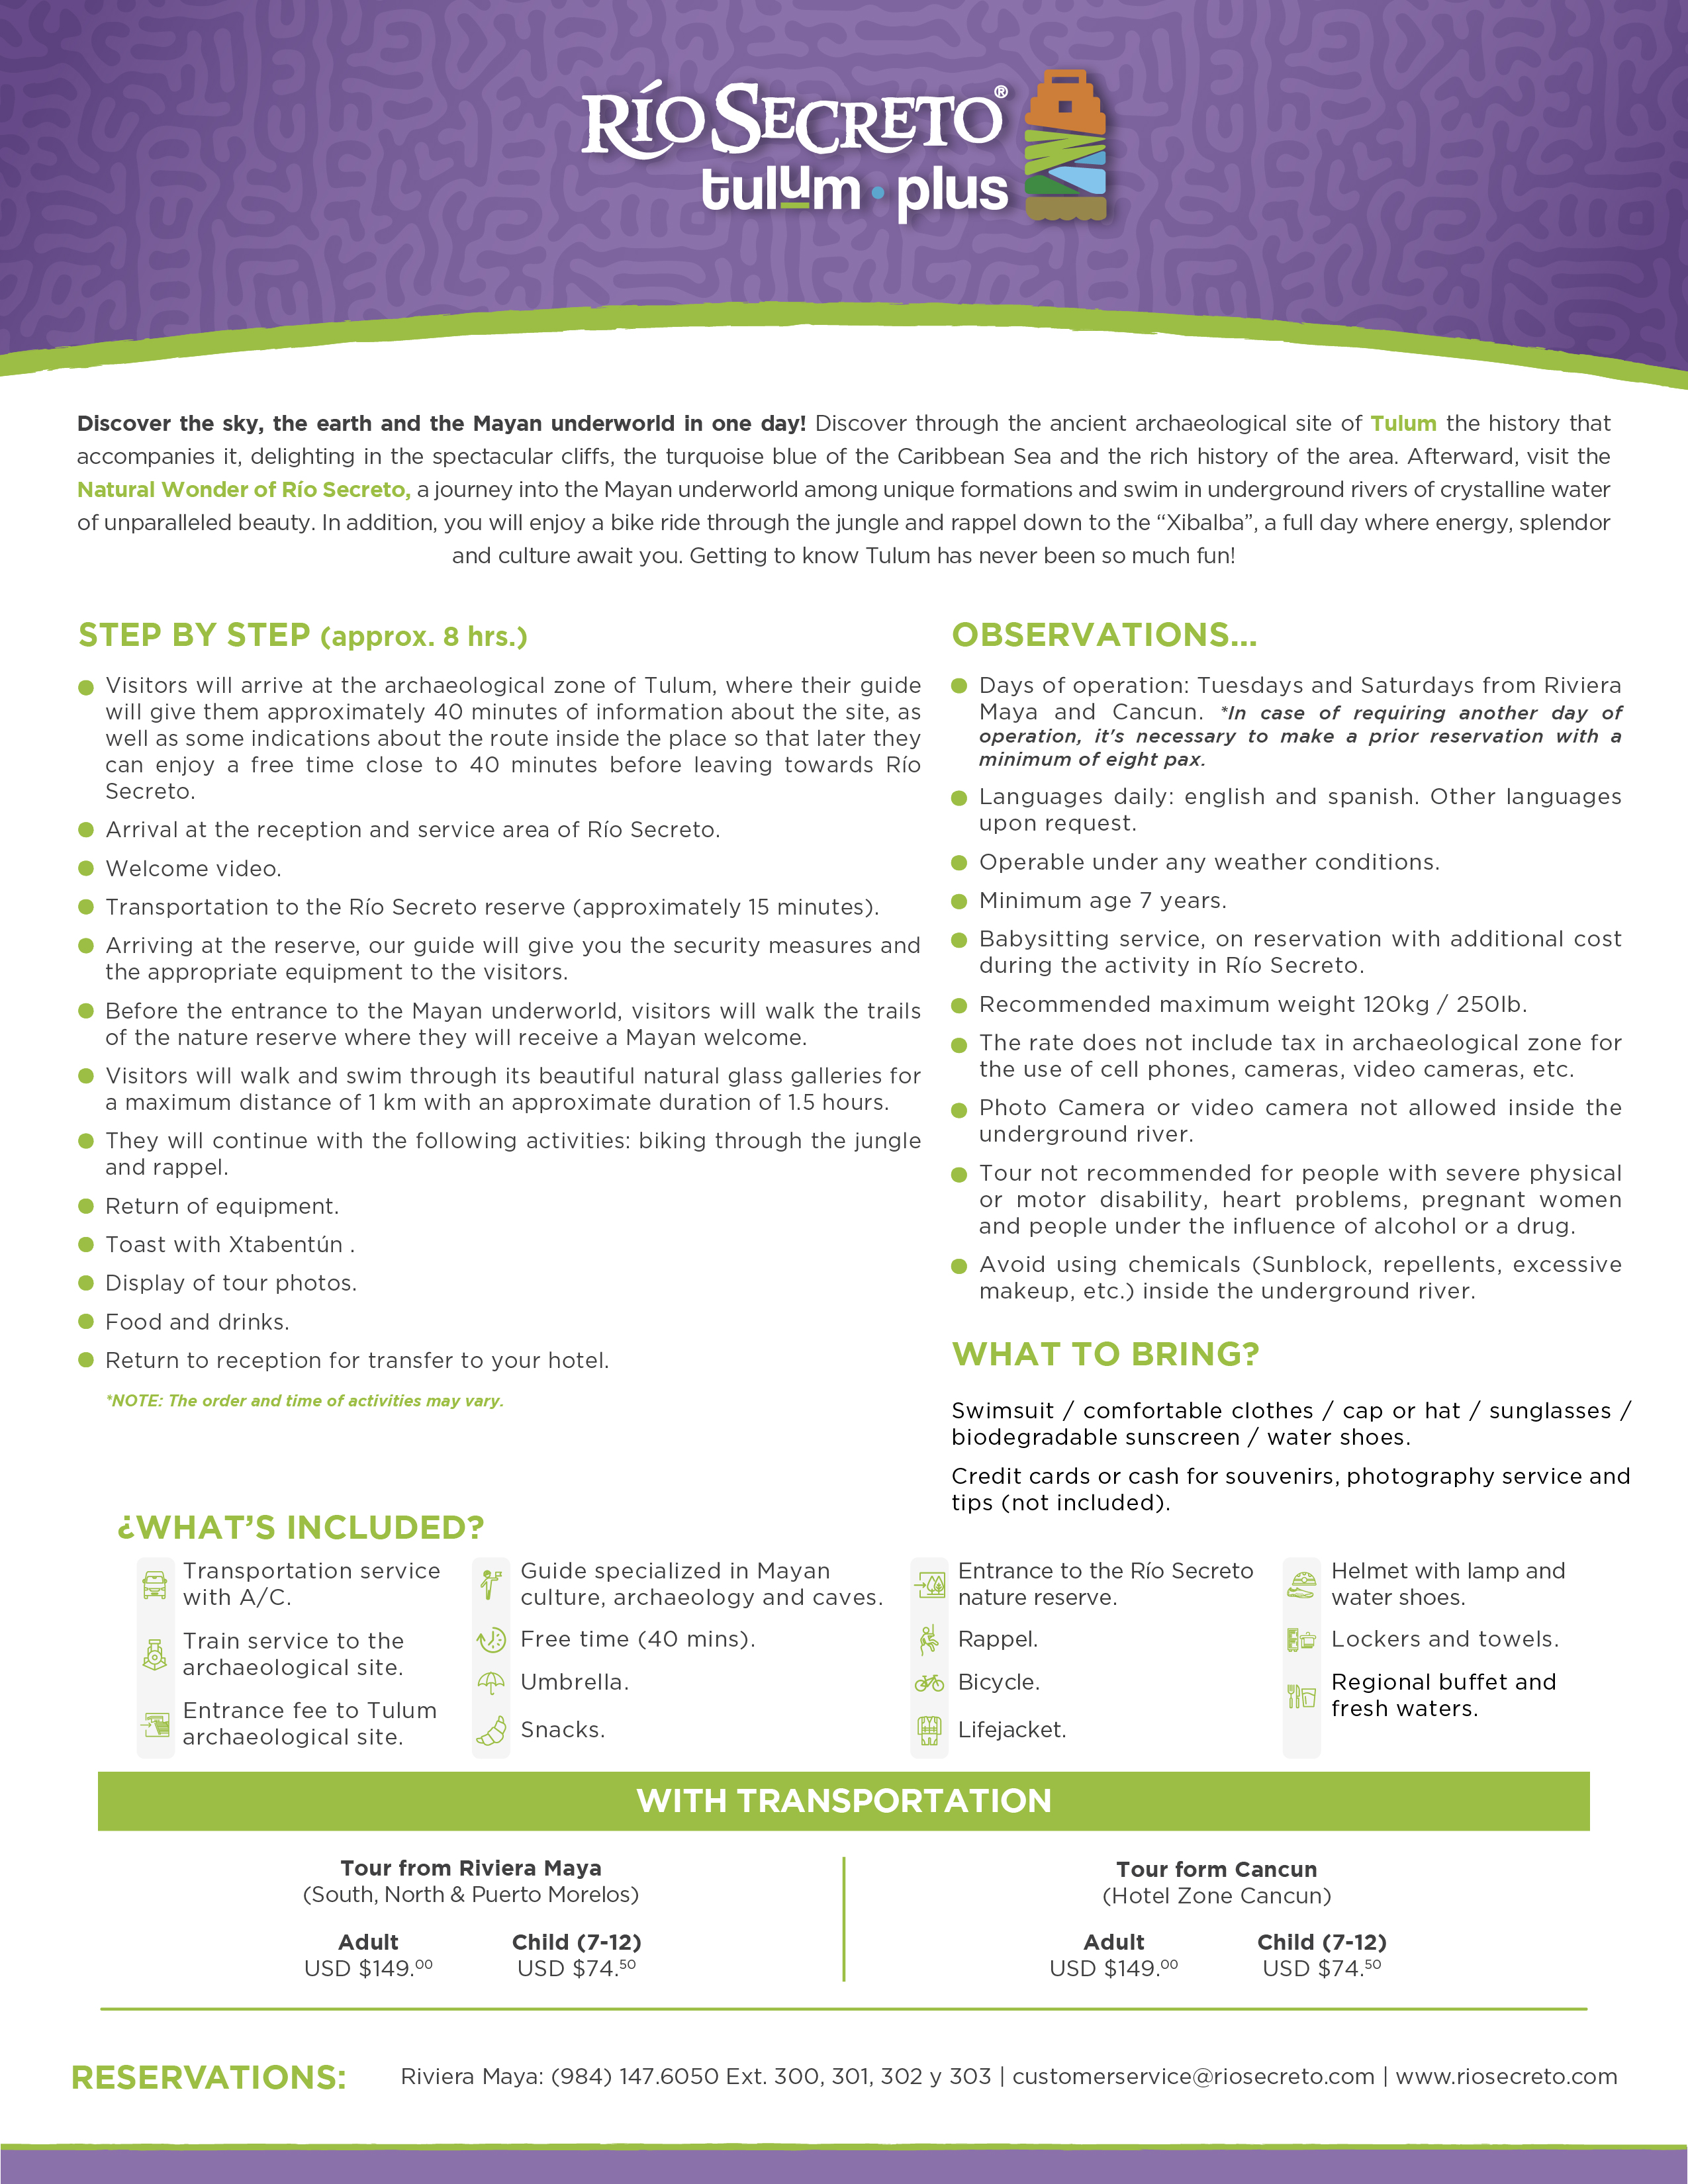 RÍO SECRETO®
tulum • plus
Discover the sky, the earth and the Mayan underworld in one day! Discover through the ancient archaeological site of Tulum the history that
accompanies it, delighting in the spectacular cliffs, the turquoise blue of the Caribbean Sea and the rich history of the area. Afterward, visit the
Natural Wonder of Río Secreto, a journey into the Mayan underworld among unique formations and swim in underground rivers of crystalline water
of unparalleled beauty. In addition, you will enjoy a bike ride through the jungle and rappel down to the “Xibalba”, a full day where energy, splendor
and culture await you. Getting to know Tulum has never been so much fun!
STEP BY STEP (approx. 8 hrs.)
Visitors will arrive at the archaeological zone of Tulum, where their guide
will give them approximately 40 minutes of information about the site, as
well as some indications about the route inside the place so that later they
can enjoy a free time close to 40 minutes before leaving towards Río
Secreto.
Arrival at the reception and service area of Río Secreto.
Welcome video.
Transportation to the Río Secreto reserve (approximately 15 minutes).
Arriving at the reserve, our guide will give you the security measures and
the appropriate equipment to the visitors.
Before the entrance to the Mayan underworld, visitors will walk the trails
of the nature reserve where they will receive a Mayan welcome.
Visitors will walk and swim through its beautiful natural glass galleries for
a maximum distance of 1 km with an approximate duration of 1.5 hours.
They will continue with the following activities: biking through the jungle
and rappel.
Return of equipment.
Toast with Xtabentún .
Display of tour photos.
Food and drinks.
Return to reception for transfer to your hotel.
*NOTE: The order and time of activities may vary.
OBSERVATIONS...
Days of operation: Tuesdays and Saturdays from Riviera
Maya and Cancun. *In case of requiring another day of
operation, it's necessary to make a prior reservation with a
minimum of eight pax.
Languages daily: english and spanish. Other languages
upon request.
Operable under any weather conditions.
Minimum age 7 years.
Babysitting service, on reservation with additional cost
during the activity in Río Secreto.
Recommended maximum weight 120kg / 250lb.
The rate does not include tax in archaeological zone for
the use of cell phones, cameras, video cameras, etc.
Photo Camera or video camera not allowed inside the
underground river.
Tour not recommended for people with severe physical
or motor disability, heart problems, pregnant women
and people under the influence of alcohol or a drug.
Avoid using chemicals (Sunblock, repellents, excessive
makeup, etc.) inside the underground river.
WHAT TO BRING?
Swimsuit / comfortable clothes / cap or hat / sunglasses /
biodegradable sunscreen / water shoes.
Credit cards or cash for souvenirs, photography service and
tips (not included).
¿WHAT’S INCLUDED?
Transportation service
with A/C.
Train service to the
archaeological site.
Entrance fee to Tulum
archaeological site.
Guide specialized in Mayan
culture, archaeology and caves.
Free time (40 mins).
Umbrella.
Snacks.
Entrance to the Río Secreto
nature reserve.
Rappel.
Bicycle.
Lifejacket.
Helmet with lamp and
water shoes.
Lockers and towels.
Regional buffet and
fresh waters.
WITH TRANSPORTATION
Tour from Riviera Maya
(South, North & Puerto Morelos)
Adult Child (7-12)
USD $149.00 USD $74.50
Tour form Cancun
(Hotel Zone Cancun)
Adult Child (7-12)
USD $149.00 USD $74.50
RESERVATIONS: Riviera Maya: (984) 147.6050 Ext. 300, 301, 302 y 303 | customerservice@riosecreto.com | www.riosecreto.com